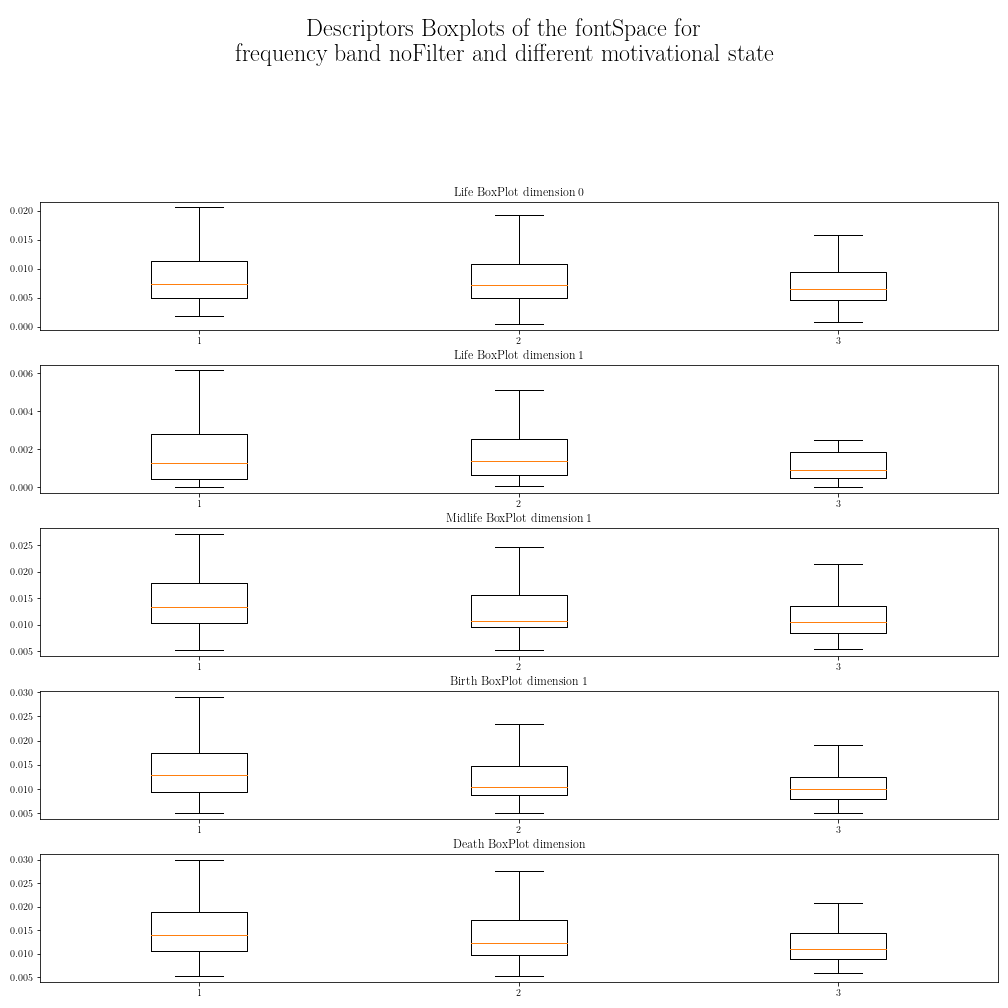 Descriptors Boxplots of the fontSpace for
frequency band noFilter and different motivational state
Life BoxPlot dimension 0
0.020
0.015
0.010
0.005
0.000
1 2 3
Life BoxPlot dimension 1
0.006
0.004
0.002
0.000
1 2 3
Midlife BoxPlot dimension 1
0.025
0.020
0.015
0.010
0.005
1 2 3
Birth BoxPlot dimension 1
0.030
0.025
0.020
0.015
0.010
0.005
1 2 3
Death BoxPlot dimension
0.030
0.025
0.020
0.015
0.010
0.005
1 2 3